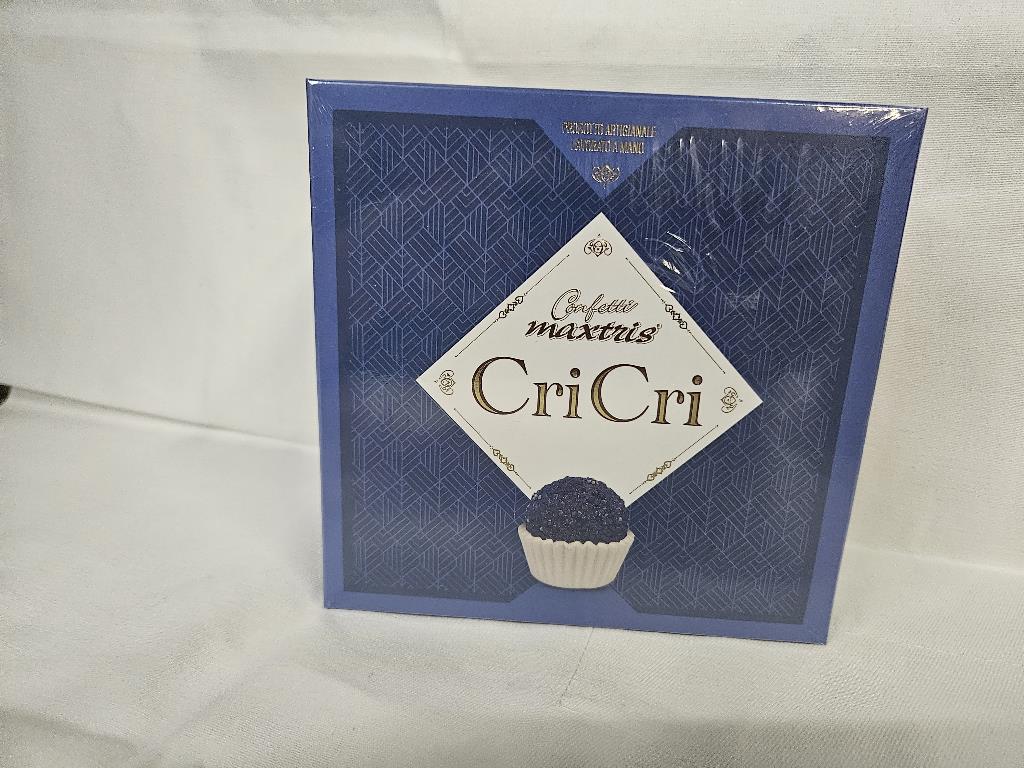 PRODOTTO ARTIGIANALE
LAVORATO A MANO
Confetti
maxtris®
CriCri